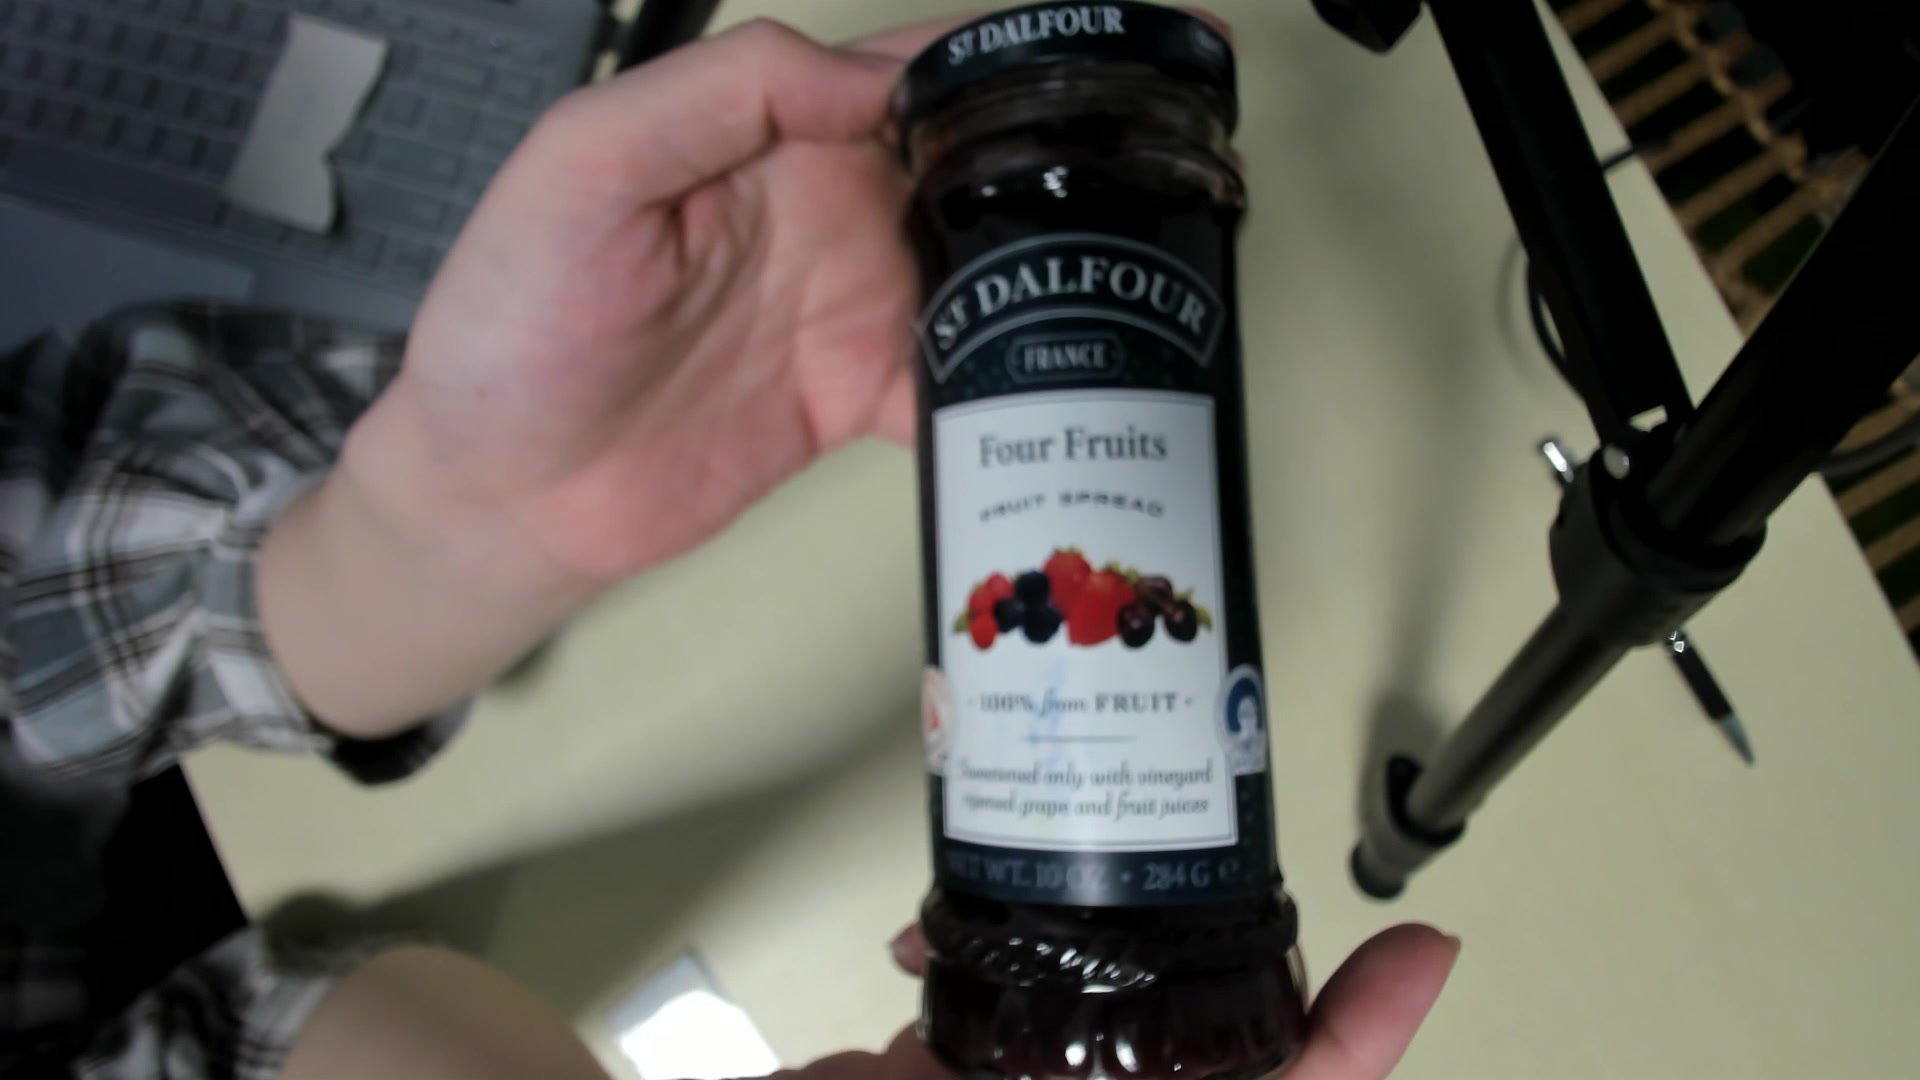 ST DALFOUR
ST DALFOUR
FRANCE
Four Fruits
FRUIT SPREAD
- 100% from FRUIT -
Sweetened only with vineyard
ripened grape and fruit juices
NET WT. 10 OZ • 284 G ℮